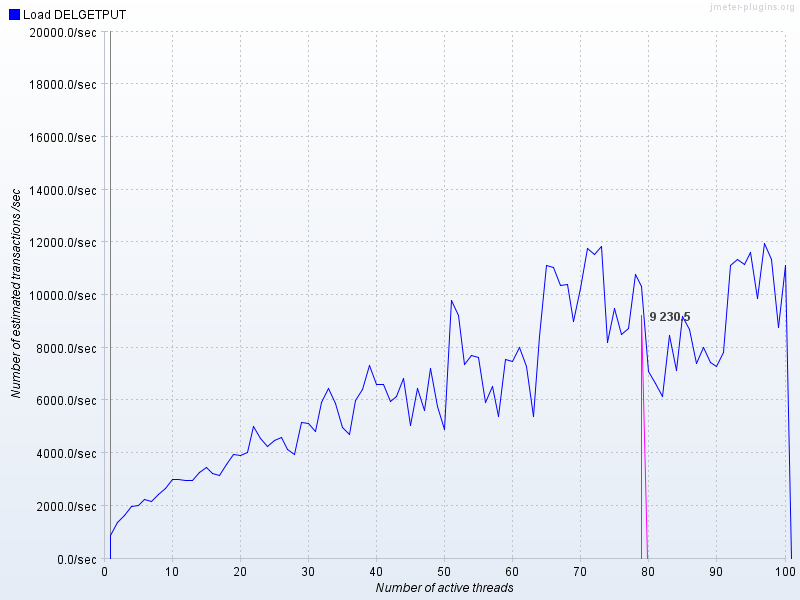 jmeter-plugins.org
Load DELGETPUT
20000.0/sec
18000.0/sec
16000.0/sec
14000.0/sec
12000.0/sec
10000.0/sec
8000.0/sec
6000.0/sec
4000.0/sec
2000.0/sec
0.0/sec
Number of estimated transactions /sec
9 230.5
0 10 20 30 40 50 60 70 80 90 100
Number of active threads